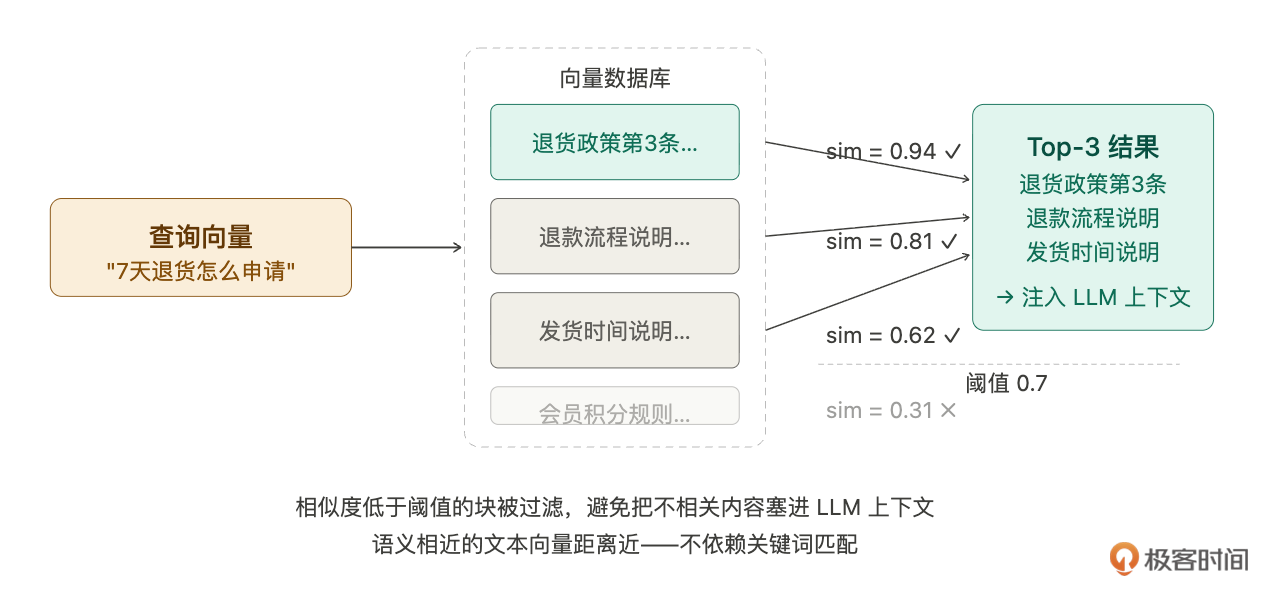 向量数据库
退货政策第3条...
退款流程说明...
发货时间说明...
会员积分规则...
查询向量
"7天退货怎么申请"
sim = 0.94 ✓
sim = 0.81 ✓
sim = 0.62 ✓
阈值 0.7
sim = 0.31 ×
Top-3 结果
退货政策第3条
退款流程说明
发货时间说明
→ 注入 LLM 上下文
相似度低于阈值的块被过滤，避免把不相关内容塞进 LLM 上下文
语义相近的文本向量距离近——不依赖关键词匹配
极客时间